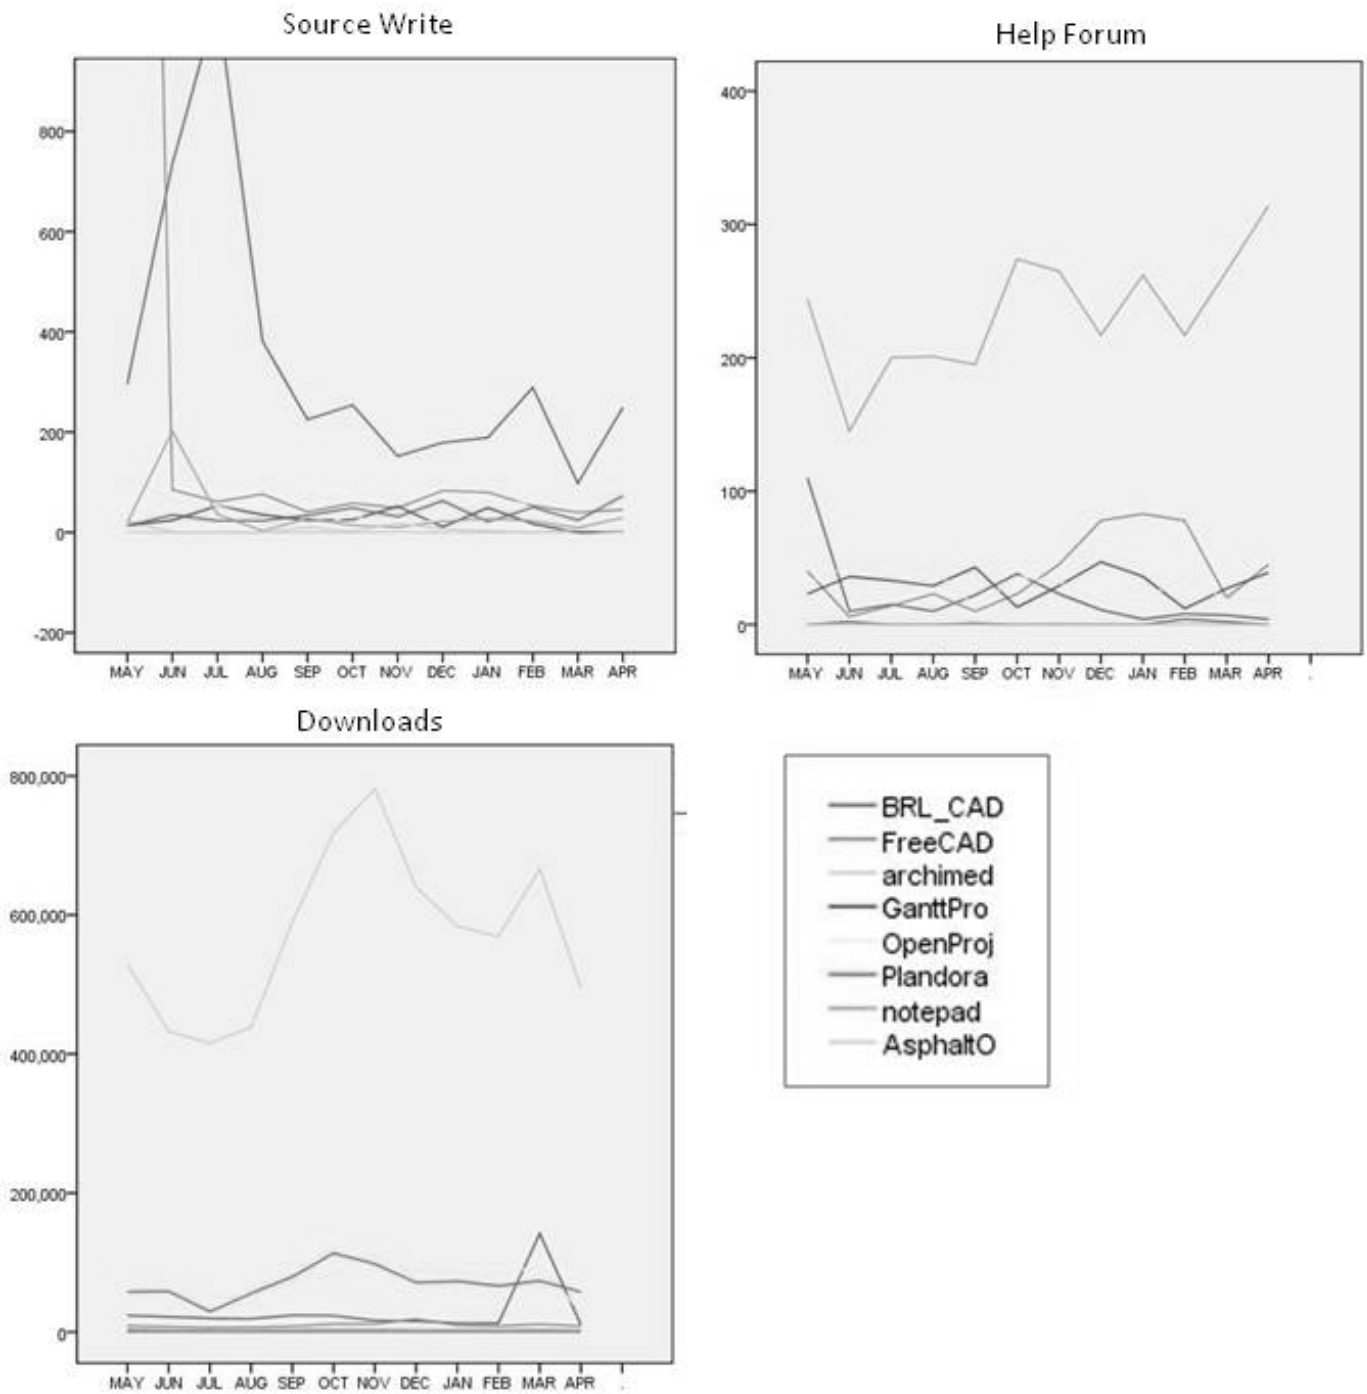 Source Write
800
600
400
200
0
-200
MAY JUN JUL AUG SEP OCT NOV DEC JAN FEB MAR APR
Help Forum
400
300
200
100
0
MAY JUN JUL AUG SEP OCT NOV DEC JAN FEB MAR APR .
Downloads
800,000
600,000
400,000
200,000
0
MAY JUN JUL AUG SEP OCT NOV DEC JAN FEB MAR APR .
BRL_CAD
FreeCAD
archimed
GanttPro
OpenProj
Plandora
notepad
AsphaltO